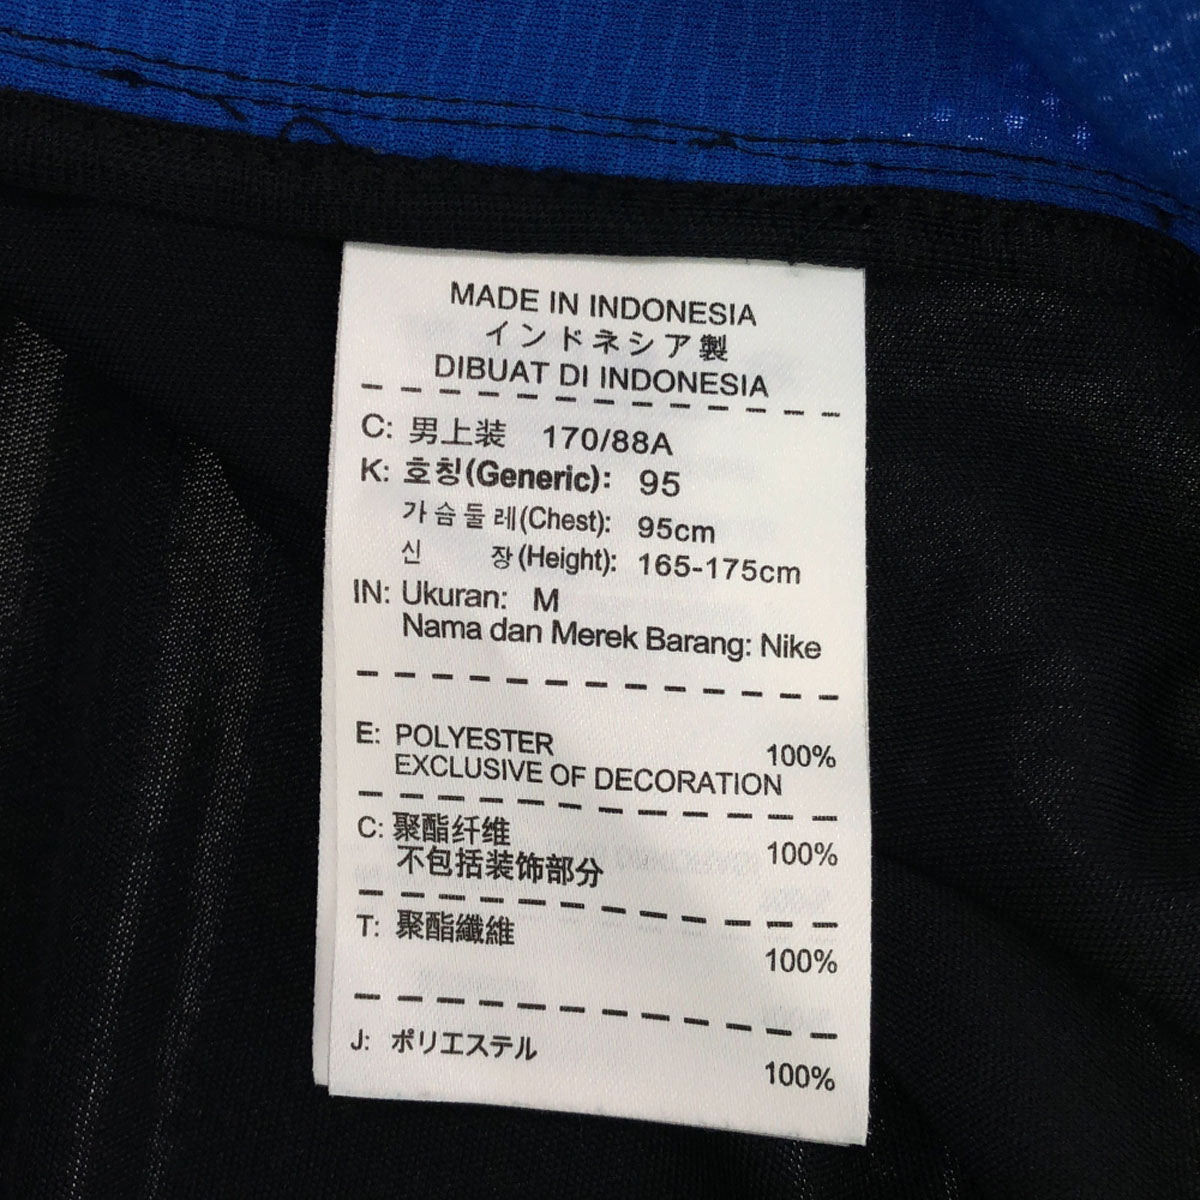 MADE IN INDONESIA
インドネシア製
DIBUAT DI INDONESIA
C: 男上装 170/88A
K: 호칭(Generic): 95
가슴둘레(Chest): 95cm
신 장(Height): 165-175cm
IN: Ukuran: M
Nama dan Merek Barang: Nike
E: POLYESTER 100%
EXCLUSIVE OF DECORATION
C: 聚酯纤维 100%
不包括装饰部分
T: 聚酯纖維 100%
J: ポリエステル 100%